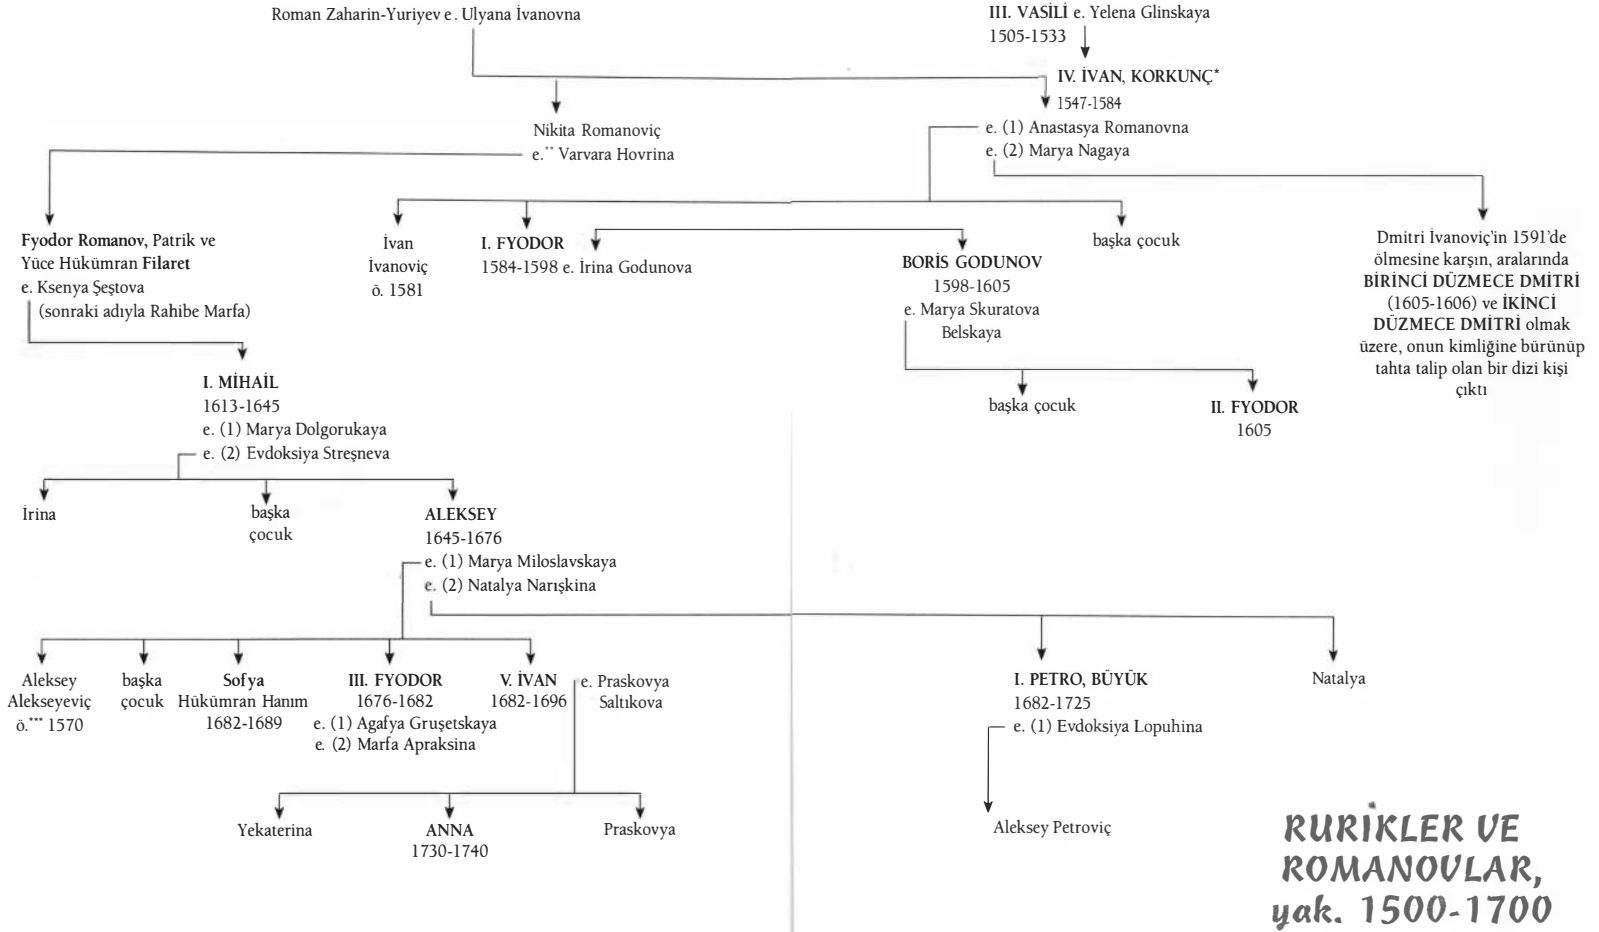 Roman Zaharin-Yuriyev e. Ulyana İvanovna
III. VASİLİ e. Yelena Glinskaya
1505-1533
IV. İVAN, KORKUNÇ*
1547-1584
e. (1) Anastasya Romanovna
e. (2) Marya Nagaya
Nikita Romanoviç
e.** Varvara Hovrina
Fyodor Romanov, Patrik ve
Yüce Hükümran Filaret
e. Ksenya Şeştova
(sonraki adıyla Rahibe Marfa)
İvan
İvanoviç
ö. 1581
I. FYODOR
1584-1598 e. İrina Godunova
BORİS GODUNOV
1598-1605
e. Marya Skuratova
Belskaya
başka çocuk
Dmitri İvanoviç'in 1591'de
ölmesine karşın, aralarında
BİRİNCİ DÜZMECE DMİTRİ
(1605-1606) ve İKİNCİ
DÜZMECE DMİTRİ olmak
üzere, onun kimliğine bürünüp
tahta talip olan bir dizi kişi
çıktı
başka çocuk
II. FYODOR
1605
I. MİHAİL
1613-1645
e. (1) Marya Dolgorukaya
e. (2) Evdoksiya Streşneva
İrina
başka
çocuk
ALEKSEY
1645-1676
e. (1) Marya Miloslavskaya
e. (2) Natalya Narışkina
Aleksey
Alekseyeviç
ö.*** 1570
başka
çocuk
Sofya
Hükümran Hanım
1682-1689
III. FYODOR
1676-1682
e. (1) Agafya Gruşetskaya
e. (2) Marfa Apraksina
V. İVAN
1682-1696
e. Praskovya
Saltıkova
I. PETRO, BÜYÜK
1682-1725
e. (1) Evdoksiya Lopuhina
Natalya
Yekaterina
ANNA
1730-1740
Praskovya
Aleksey Petroviç
RURİKLER VE
ROMANOVLAR,
yak. 1500-1700